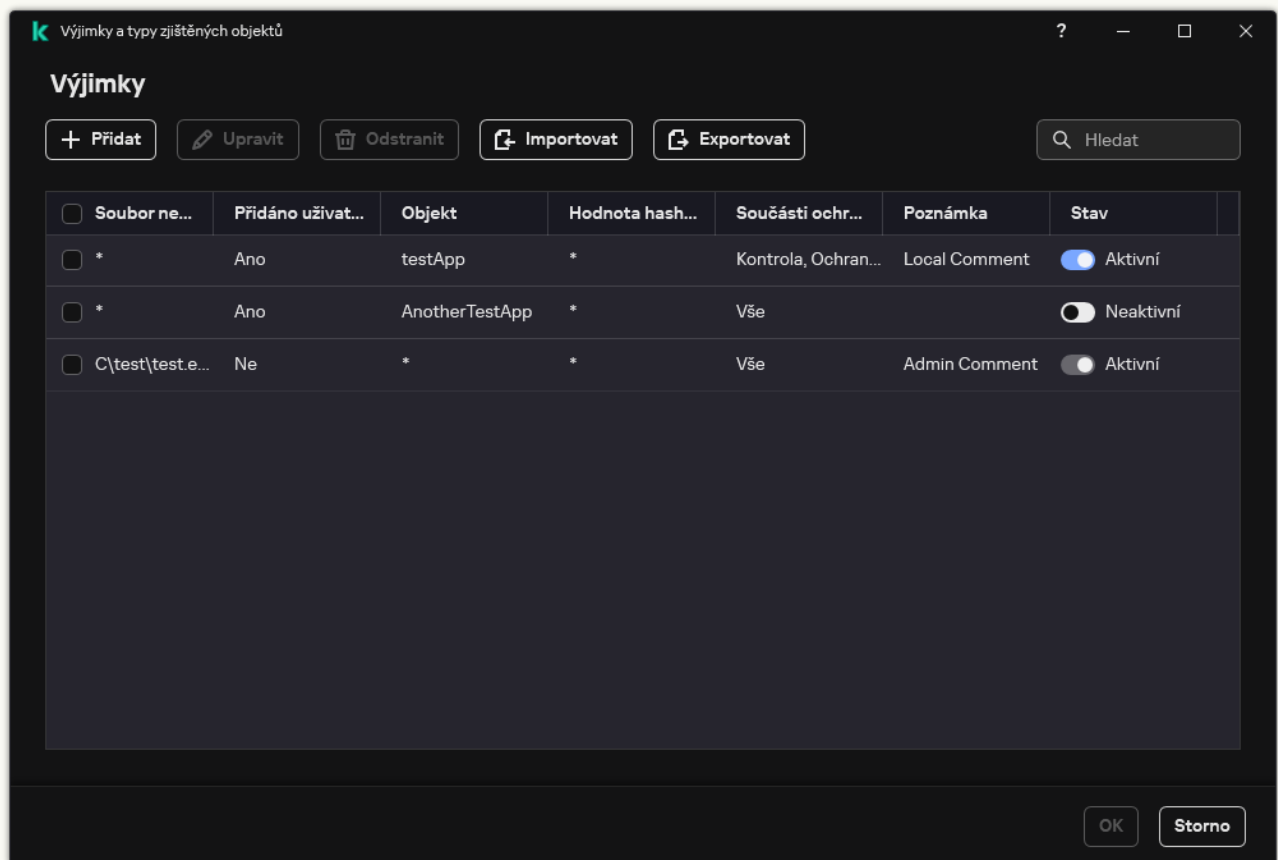 Výjimky a typy zjištěných objektů ?
Výjimky
Přidat Upravit Odstranit Importovat Exportovat Hledat
Soubor ne... Přidáno uživat... Objekt Hodnota hash... Součásti ochr... Poznámka Stav
* Ano testApp * Kontrola, Ochran... Local Comment Aktivní
* Ano AnotherTestApp * Vše Neaktivní
C\test\test.e... Ne * * Vše Admin Comment Aktivní
OK Storno